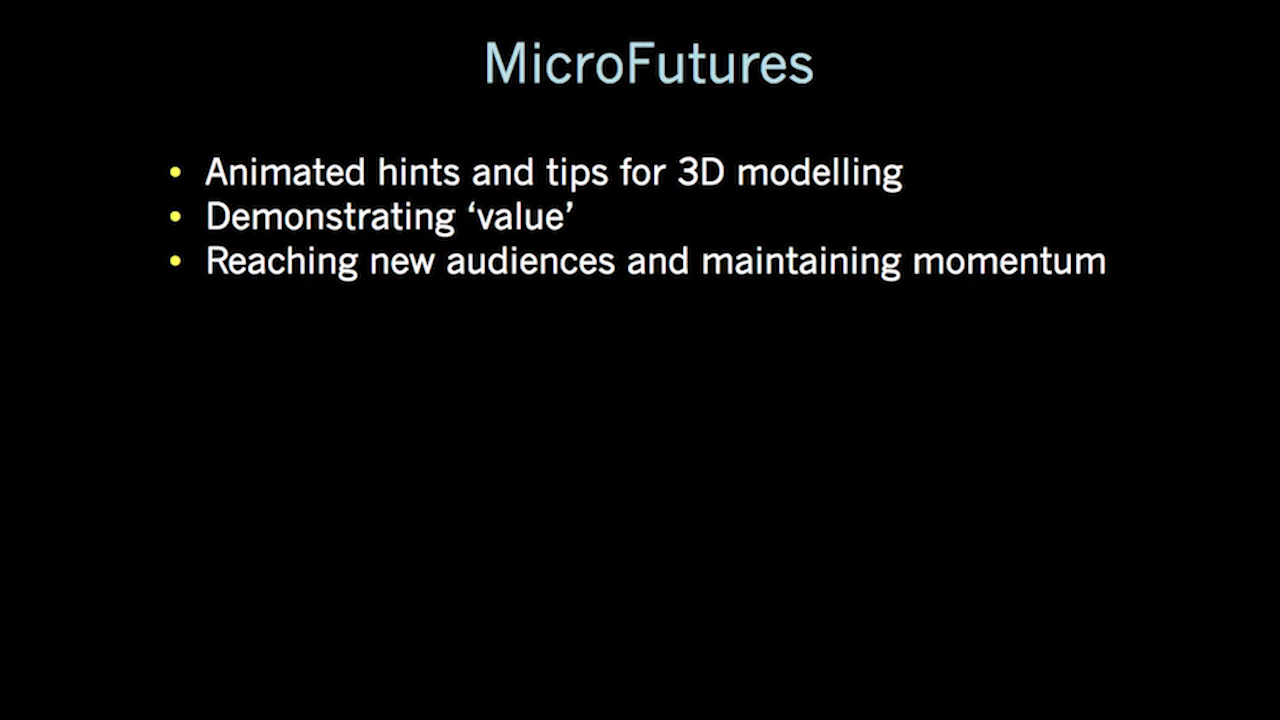 MicroFutures
• Animated hints and tips for 3D modelling
• Demonstrating ‘value’
• Reaching new audiences and maintaining momentum